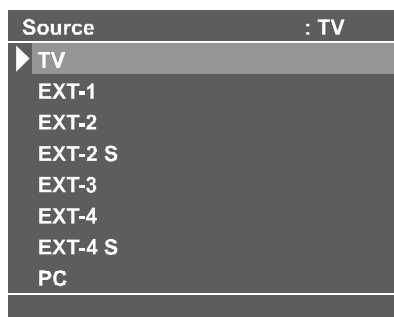 Source : TV
TV
EXT-1
EXT-2
EXT-2 S
EXT-3
EXT-4
EXT-4 S
PC